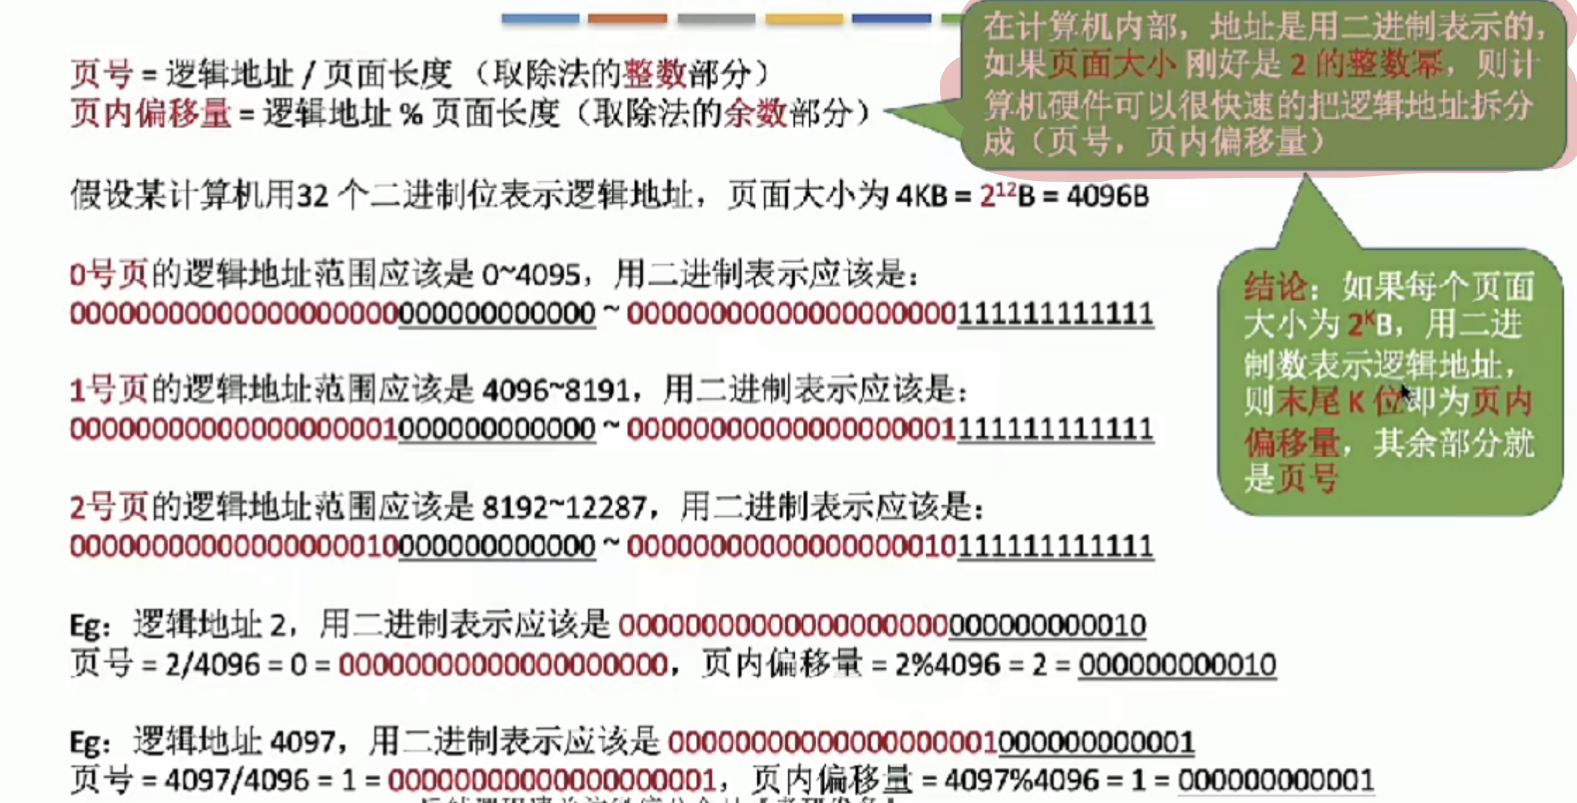 页号 = 逻辑地址 / 页面长度 （取除法的整数部分）
页内偏移量 = 逻辑地址 % 页面长度（取除法的余数部分）
在计算机内部，地址是用二进制表示的，
如果页面大小 刚好是 2 的整数幂，则计
算机硬件可以很快速的把逻辑地址拆分
成（页号，页内偏移量）
假设某计算机用32 个二进制位表示逻辑地址，页面大小为 4KB = 2¹²B = 4096B
0号页的逻辑地址范围应该是 0~4095，用二进制表示应该是：
00000000000000000000000000000000 ~ 00000000000000000000111111111111
1号页的逻辑地址范围应该是 4096~8191，用二进制表示应该是：
00000000000000000001000000000000 ~ 00000000000000000001111111111111
2号页的逻辑地址范围应该是 8192~12287，用二进制表示应该是：
00000000000000000010000000000000 ~ 00000000000000000010111111111111
结论：如果每个页面
大小为 2ᴷB，用二进
制数表示逻辑地址，
则末尾 K 位即为页内
偏移量，其余部分就
是页号
Eg：逻辑地址 2，用二进制表示应该是 00000000000000000000000000000010
页号 = 2/4096 = 0 = 00000000000000000000，页内偏移量 = 2%4096 = 2 = 000000000010
Eg：逻辑地址 4097，用二进制表示应该是 00000000000000000001000000000001
页号 = 4097/4096 = 1 = 00000000000000000001，页内偏移量 = 4097%4096 = 1 = 000000000001